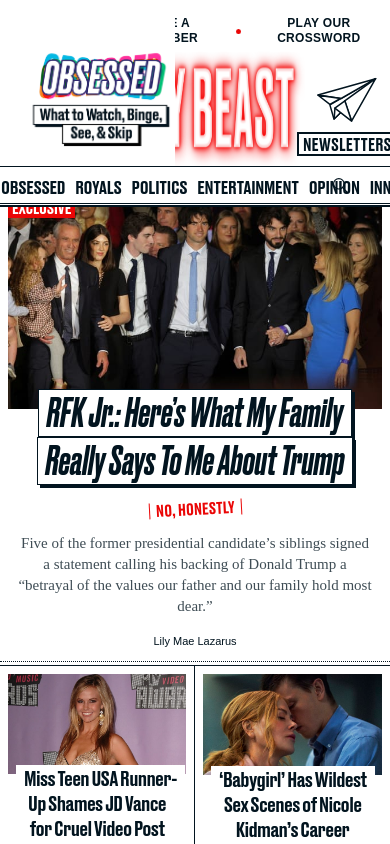 E A
BER
PLAY OUR
CROSSWORD
OBSESSED
What to Watch, Binge,
See, & Skip
Y BEAST
NEWSLETTERS
OBSESSED ROYALS POLITICS ENTERTAINMENT OPINION INN
EXCLUSIVE
RFK Jr.: Here’s What My Family
Really Says To Me About Trump
NO, HONESTLY
Five of the former presidential candidate’s siblings signed
a statement calling his backing of Donald Trump a
“betrayal of the values our father and our family hold most
dear.”
Lily Mae Lazarus
MUSIC
RDS
VIDEO
AWAR
Miss Teen USA Runner-
Up Shames JD Vance
for Cruel Video Post
‘Babygirl’ Has Wildest
Sex Scenes of Nicole
Kidman’s Career